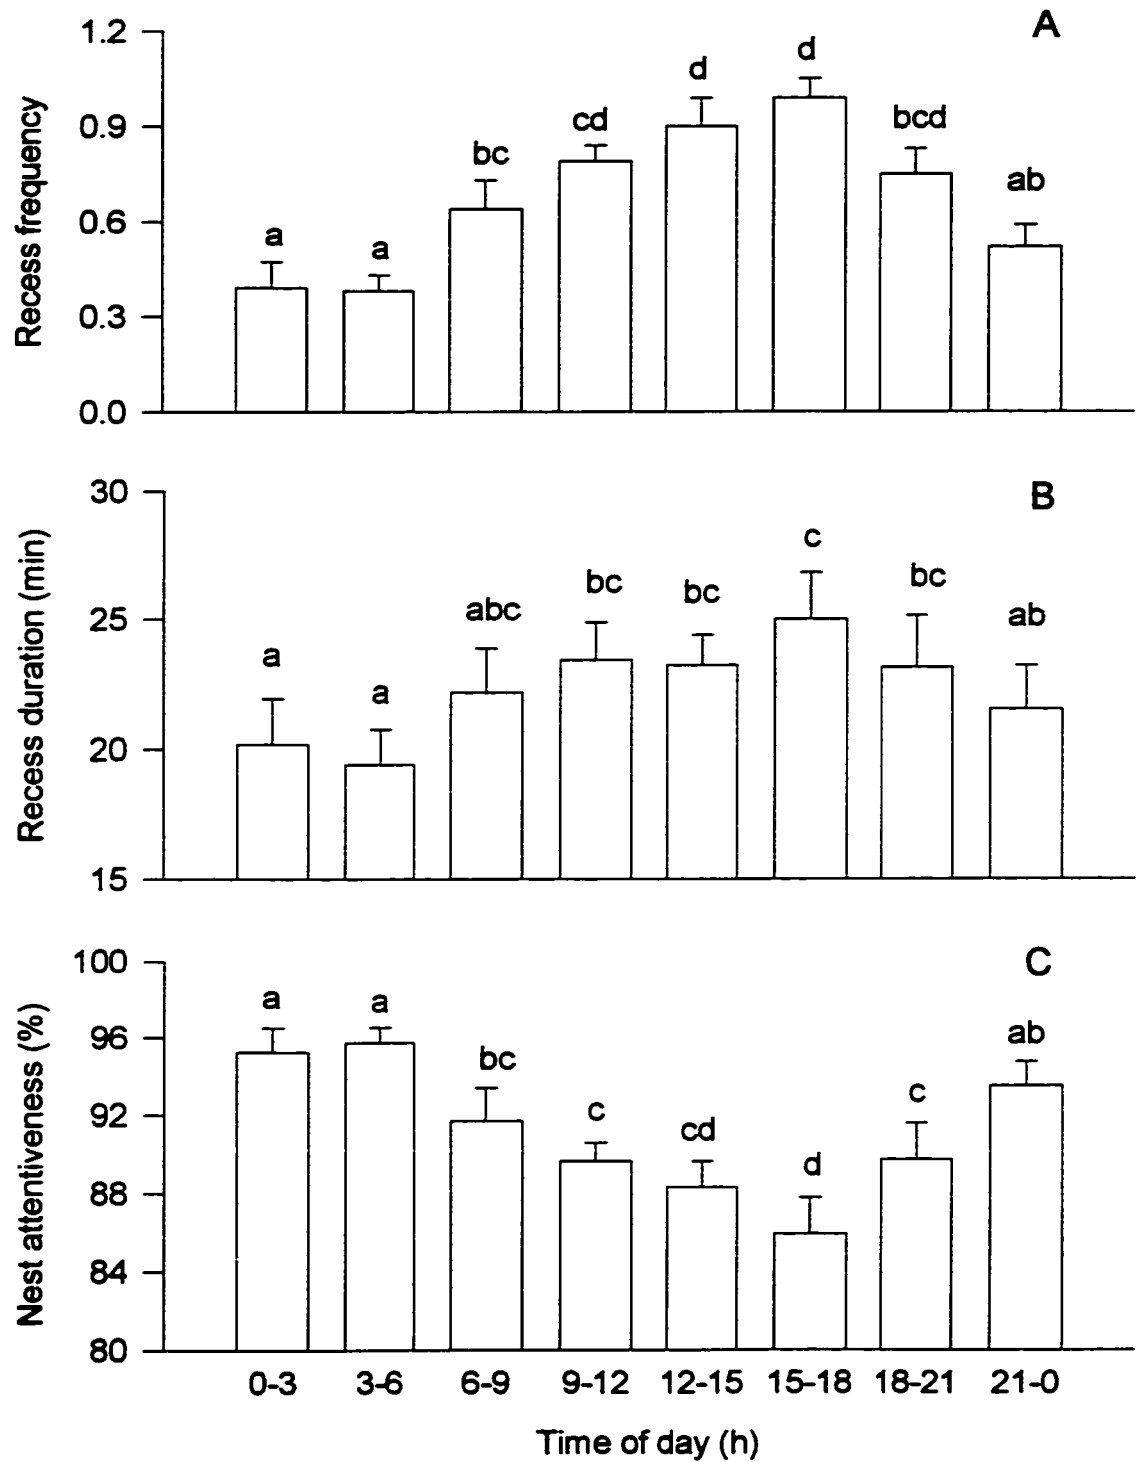 A
1.2
0.9
0.6
0.3
0.0
Recess frequency
a
a
bc
cd
d
d
bcd
ab
B
30
25
20
15
Recess duration (min)
a
a
abc
bc
bc
c
bc
ab
C
100
96
92
88
84
80
Nest attentiveness (%)
a
a
bc
c
cd
d
c
ab
0-3 3-6 6-9 9-12 12-15 15-18 18-21 21-0
Time of day (h)